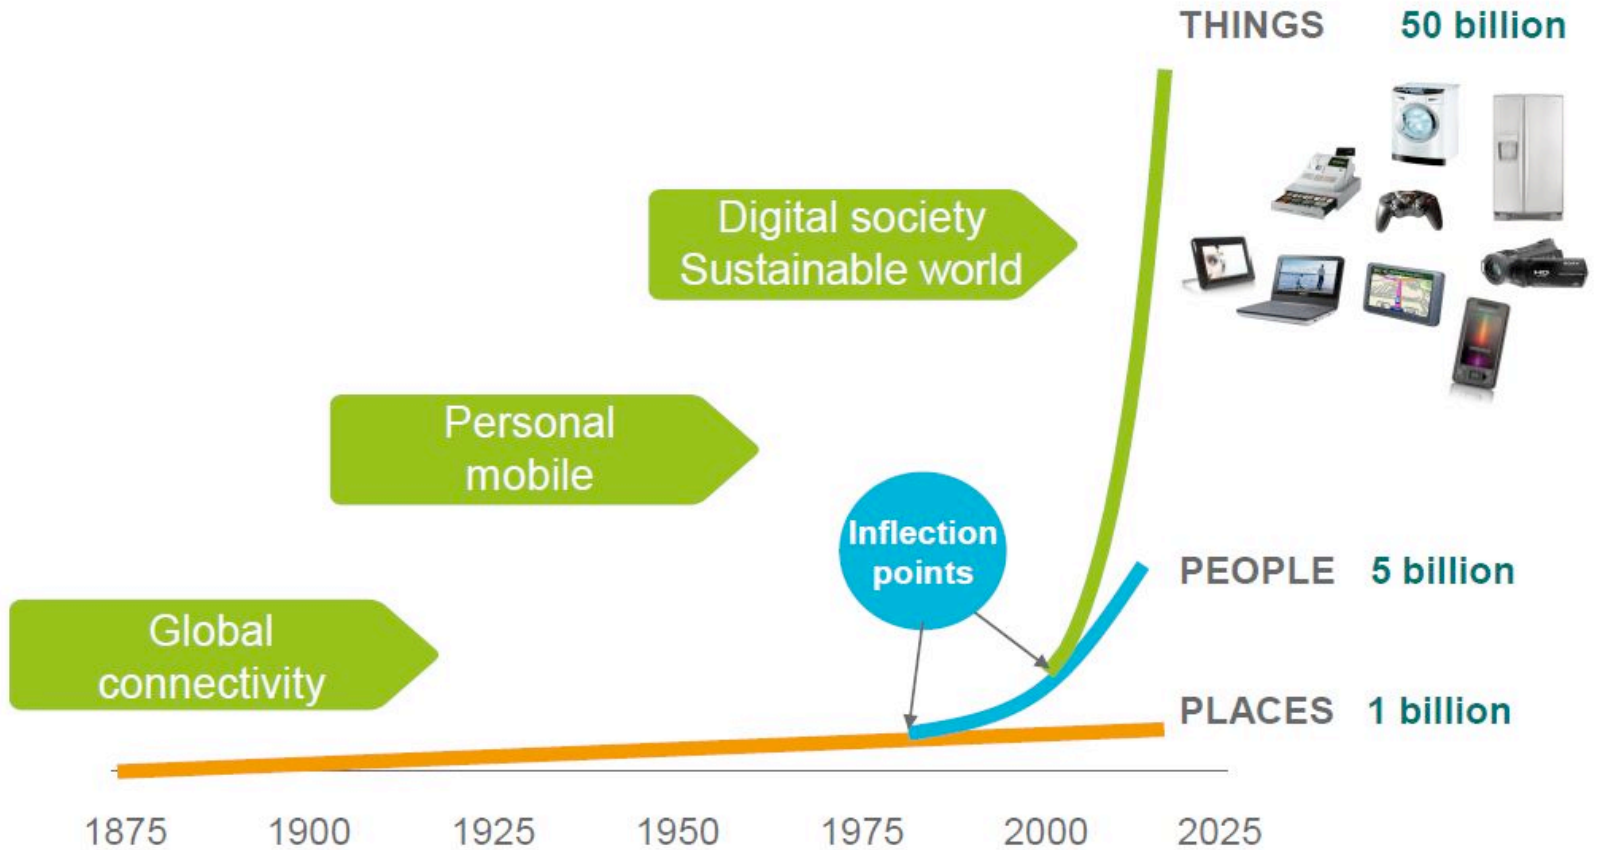 THINGS 50 billion
Digital society
Sustainable world
Personal
mobile
Inflection
points
PEOPLE 5 billion
Global
connectivity
PLACES 1 billion
1875 1900 1925 1950 1975 2000 2025